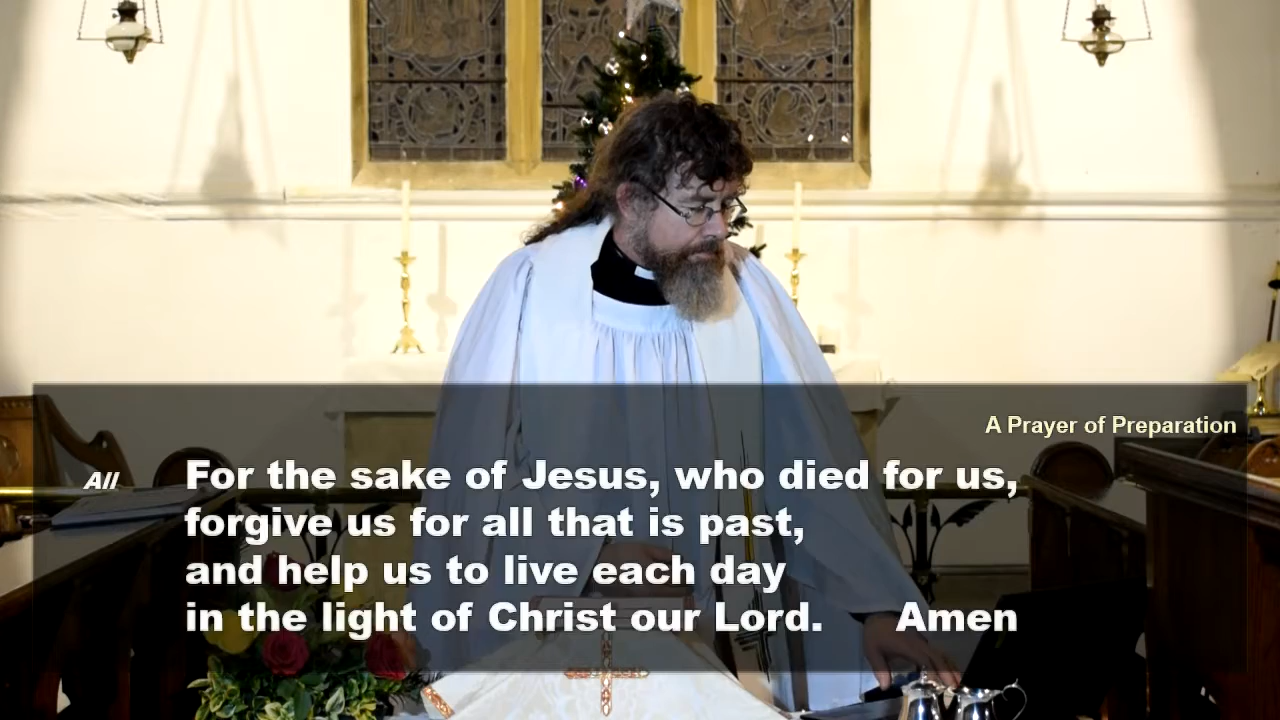 A Prayer of Preparation
All For the sake of Jesus, who died for us,
forgive us for all that is past,
and help us to live each day
in the light of Christ our Lord. Amen